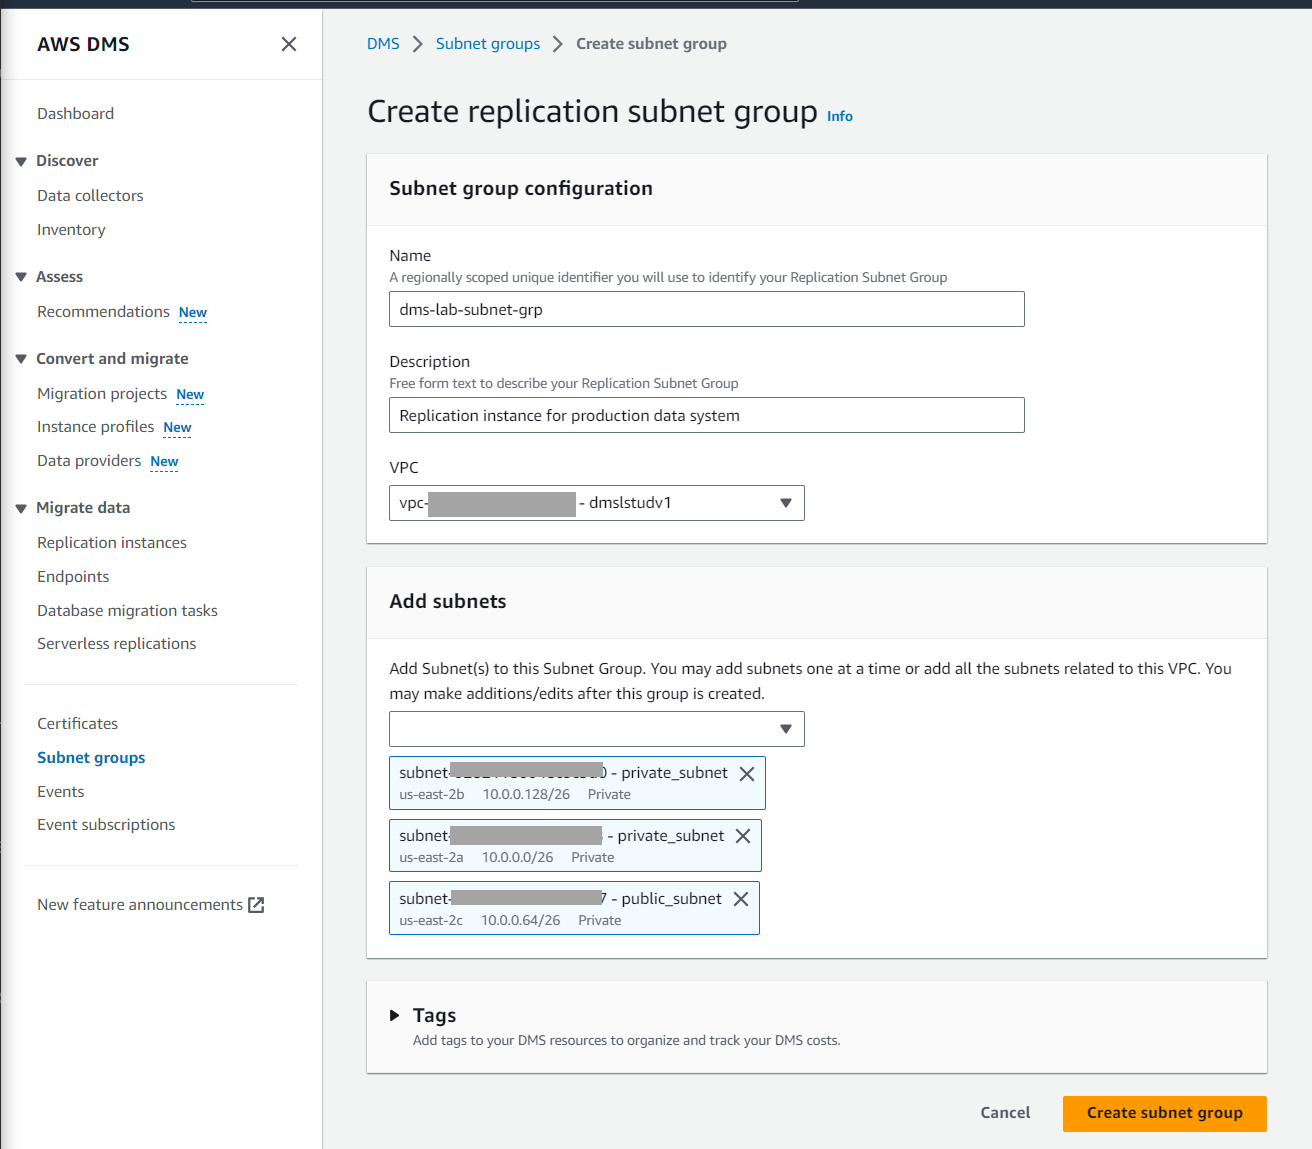 AWS DMS
Dashboard
Discover
Data collectors
Inventory
Assess
Recommendations New
Convert and migrate
Migration projects New
Instance profiles New
Data providers New
Migrate data
Replication instances
Endpoints
Database migration tasks
Serverless replications
Certificates
Subnet groups
Events
Event subscriptions
New feature announcements
DMS > Subnet groups > Create subnet group
Create replication subnet group Info
Subnet group configuration
Name
A regionally scoped unique identifier you will use to identify your Replication Subnet Group
dms-lab-subnet-grp
Description
Free form text to describe your Replication Subnet Group
Replication instance for production data system
VPC
vpc- - dmslstudv1
Add subnets
Add Subnet(s) to this Subnet Group. You may add subnets one at a time or add all the subnets related to this VPC. You
may make additions/edits after this group is created.
subnet- - private_subnet
us-east-2b 10.0.0.128/26 Private
subnet- - private_subnet
us-east-2a 10.0.0.0/26 Private
subnet- 7 - public_subnet
us-east-2c 10.0.0.64/26 Private
Tags
Add tags to your DMS resources to organize and track your DMS costs.
Cancel
Create subnet group